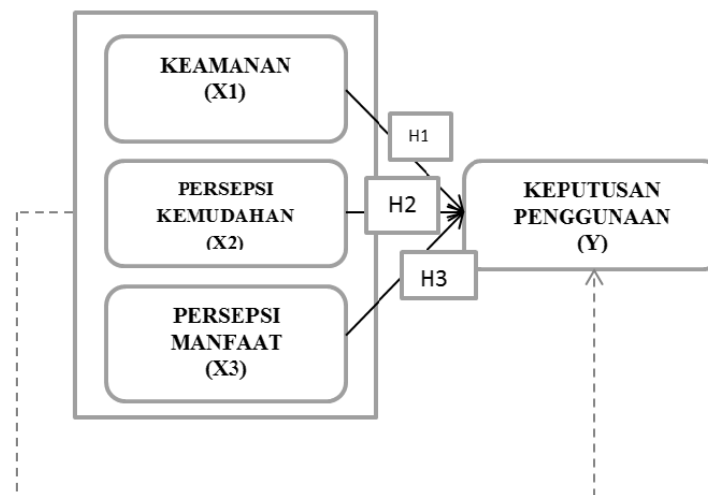 KEAMANAN
(X1)
H1
PERSEPSI
KEMUDAHAN
(X2)
H2
KEPUTUSAN
PENGGUNAAN
(Y)
H3
PERSEPSI
MANFAAT
(X3)